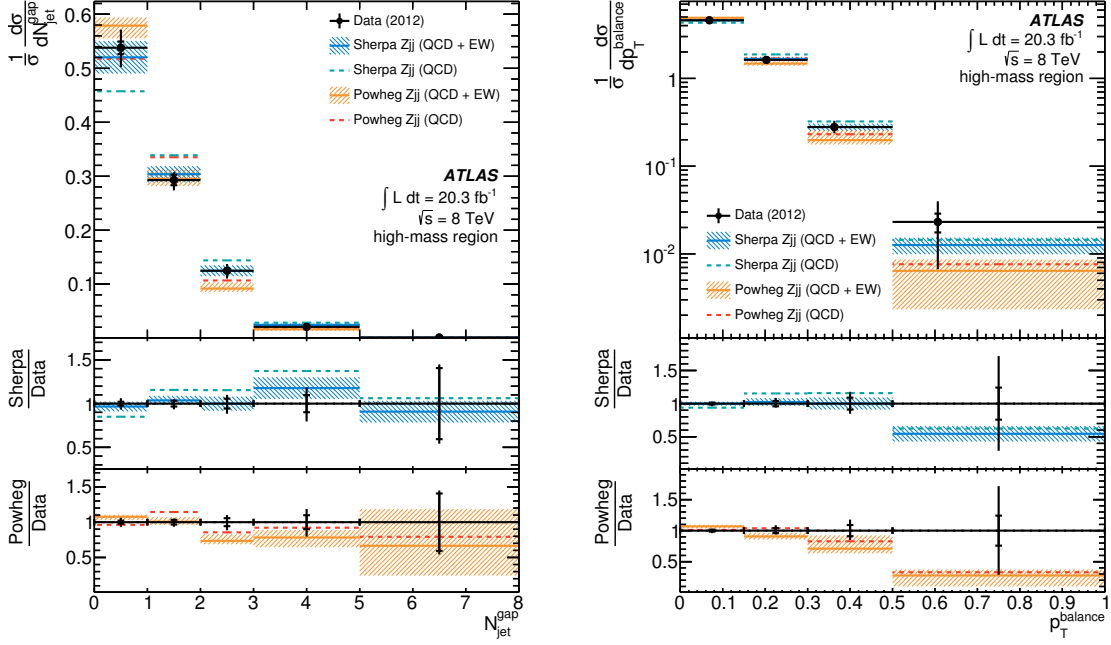 1/σ dσ/dN_jet^gap
0.6
0.5
0.4
0.3
0.2
0.1
Data (2012)
Sherpa Zjj (QCD + EW)
Sherpa Zjj (QCD)
Powheg Zjj (QCD + EW)
Powheg Zjj (QCD)
ATLAS
∫ L dt = 20.3 fb⁻¹
√s = 8 TeV
high-mass region
Sherpa
Data
1.5
1
0.5
Powheg
Data
1.5
1
0.5
0 1 2 3 4 5 6 7 8
N_jet^gap
1/σ dσ/dp_T^balance
1
10⁻¹
10⁻²
ATLAS
∫ L dt = 20.3 fb⁻¹
√s = 8 TeV
high-mass region
Data (2012)
Sherpa Zjj (QCD + EW)
Sherpa Zjj (QCD)
Powheg Zjj (QCD + EW)
Powheg Zjj (QCD)
Sherpa
Data
1.5
1
0.5
Powheg
Data
1.5
1
0.5
0 0.1 0.2 0.3 0.4 0.5 0.6 0.7 0.8 0.9 1
p_T^balance